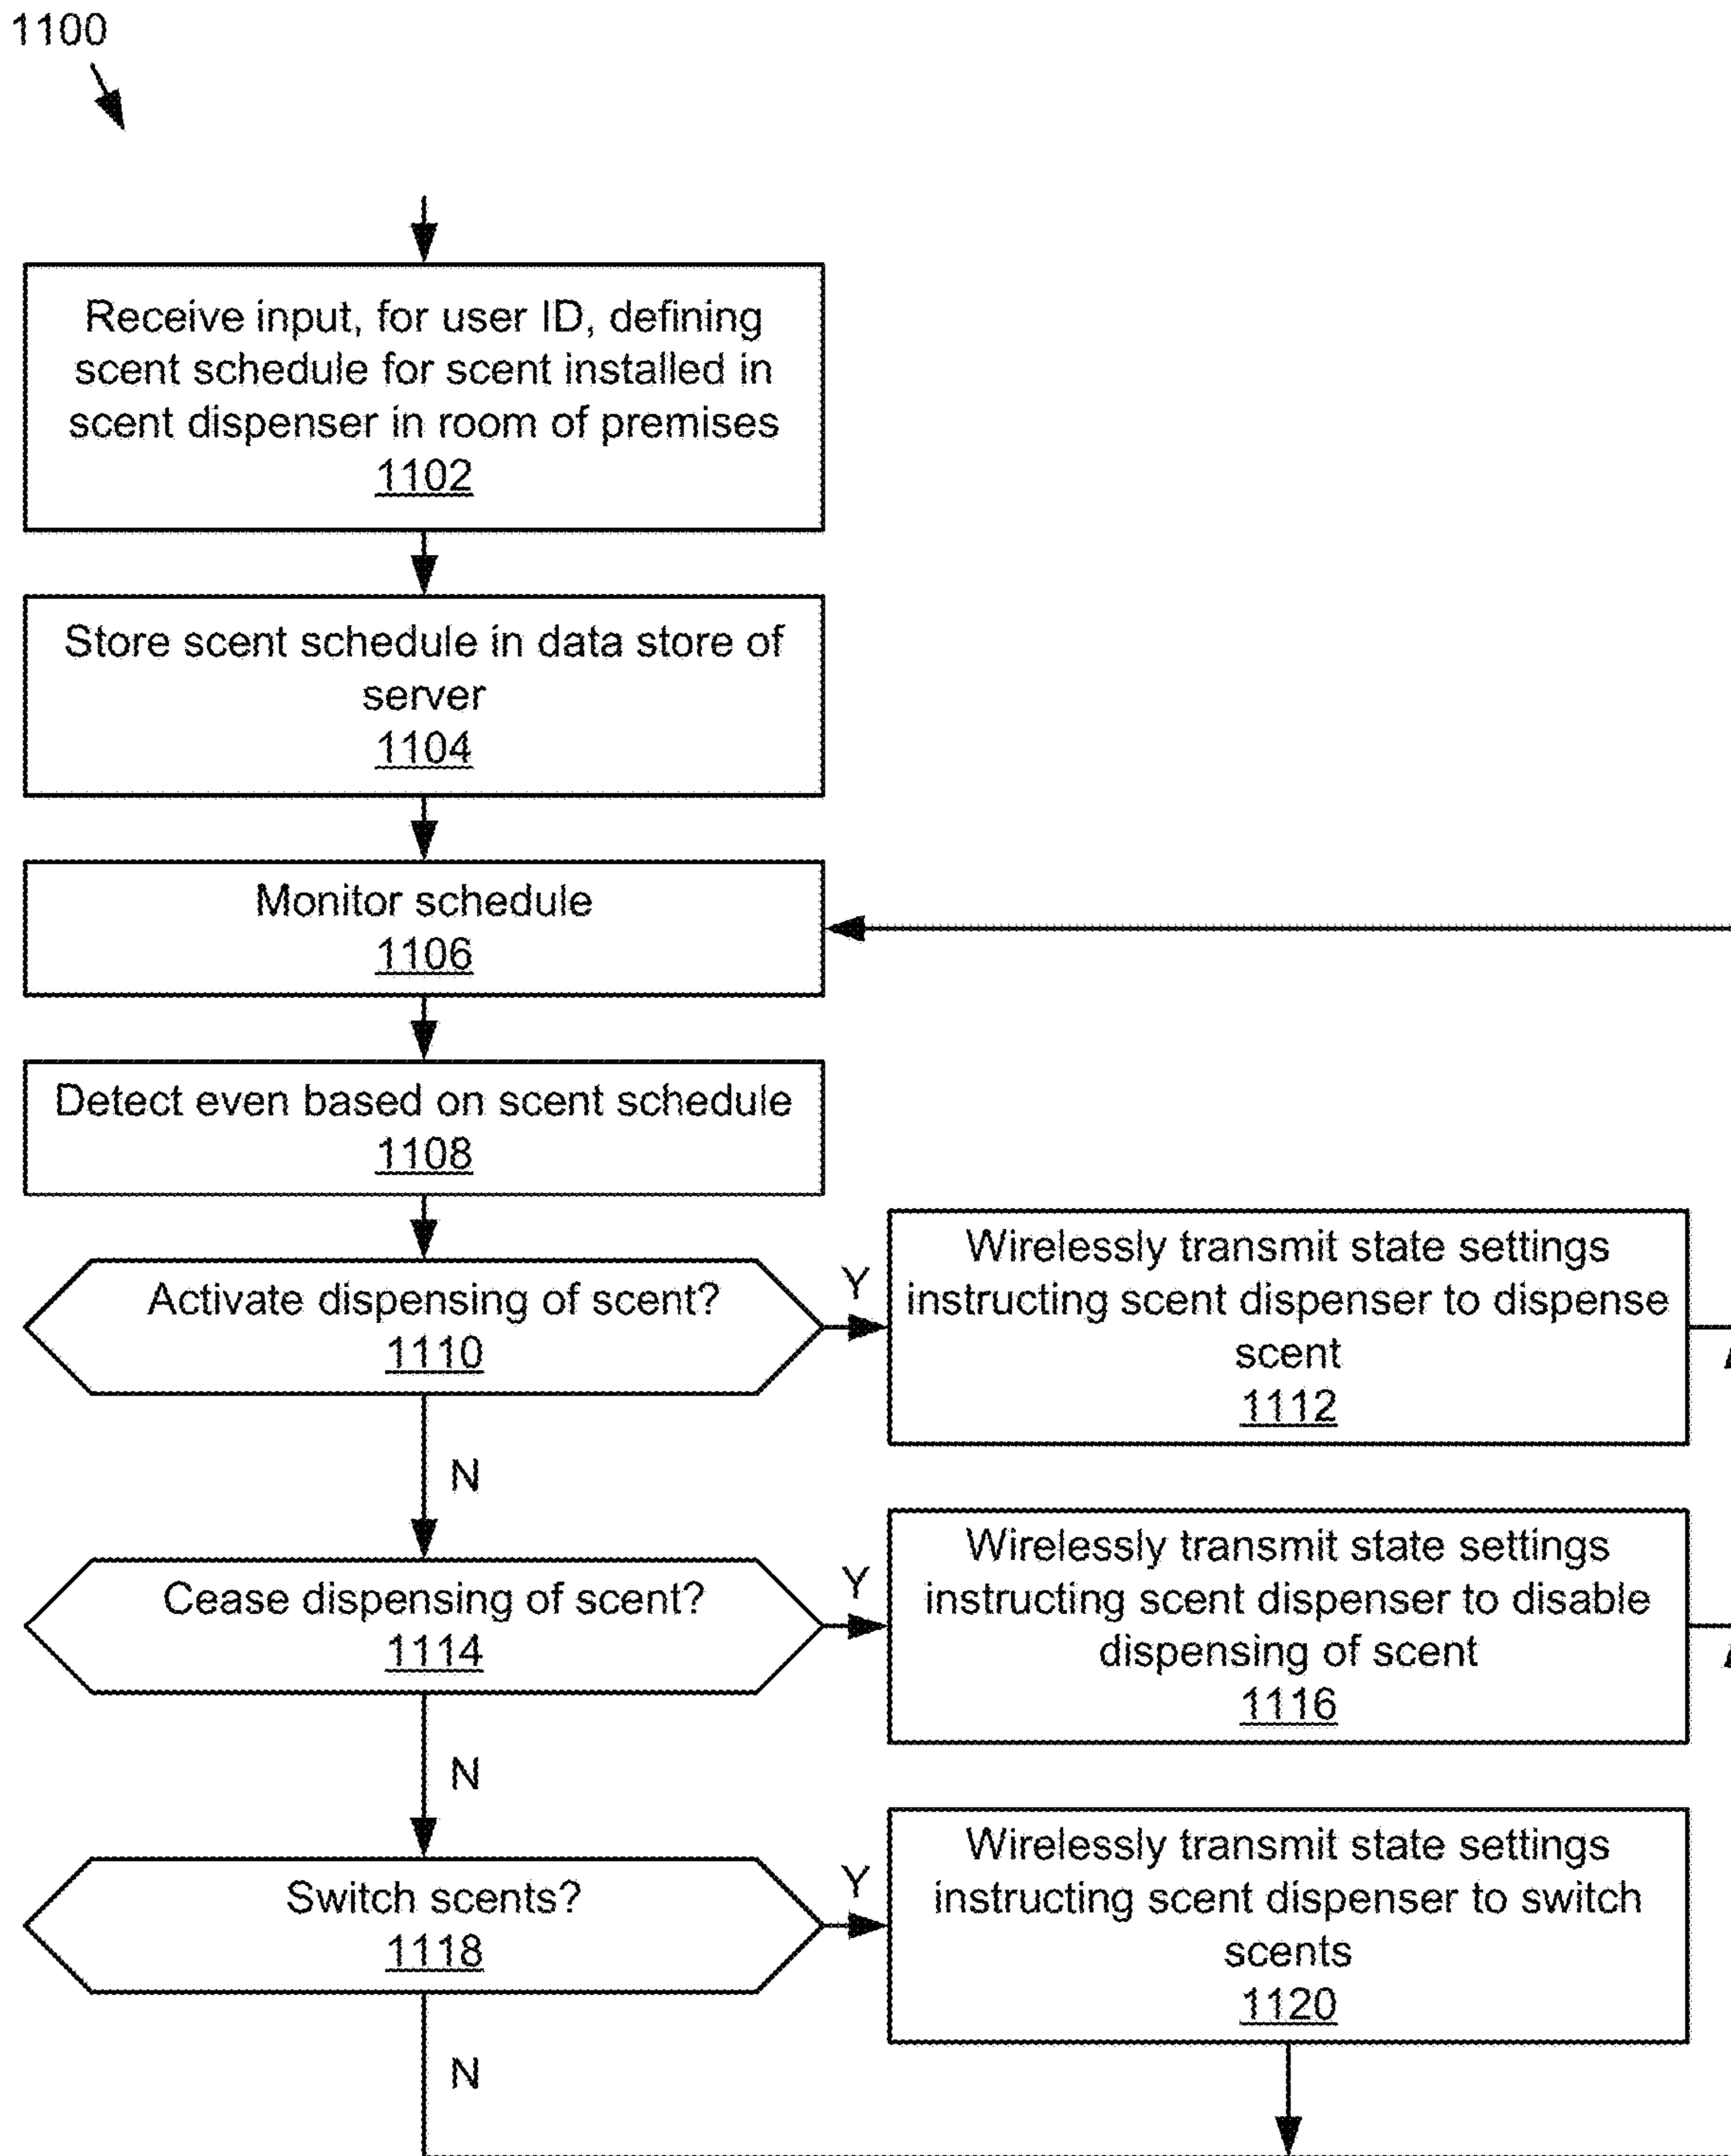 1100
Receive input, for user ID, defining
scent schedule for scent installed in
scent dispenser in room of premises
1102
Store scent schedule in data store of
server
1104
Monitor schedule
1106
Detect even based on scent schedule
1108
Activate dispensing of scent?
1110
Y
Wirelessly transmit state settings
instructing scent dispenser to dispense
scent
1112
N
Cease dispensing of scent?
1114
Y
Wirelessly transmit state settings
instructing scent dispenser to disable
dispensing of scent
1116
N
Switch scents?
1118
Y
Wirelessly transmit state settings
instructing scent dispenser to switch
scents
1120
N